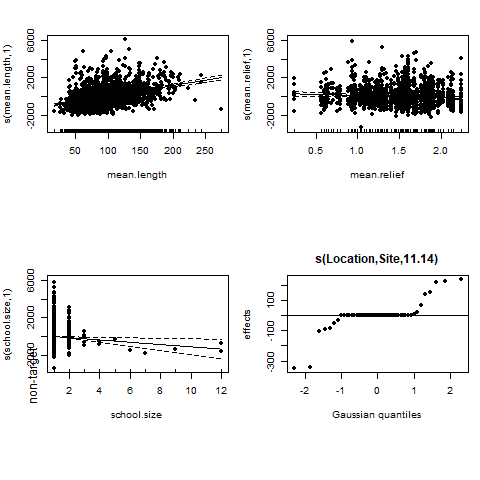 s(mean.length,1)
-2000 2000 6000
50 100 150 200 250
mean.length
s(mean.relief,1)
-2000 2000 6000
0.5 1.0 1.5 2.0
mean.relief
s(school.size,1)
2000 2000 6000
non-target
2 4 6 8 10 12
school.size
s(Location,Site,11.14)
effects
-300 -100 100
-2 -1 0 1 2
Gaussian quantiles